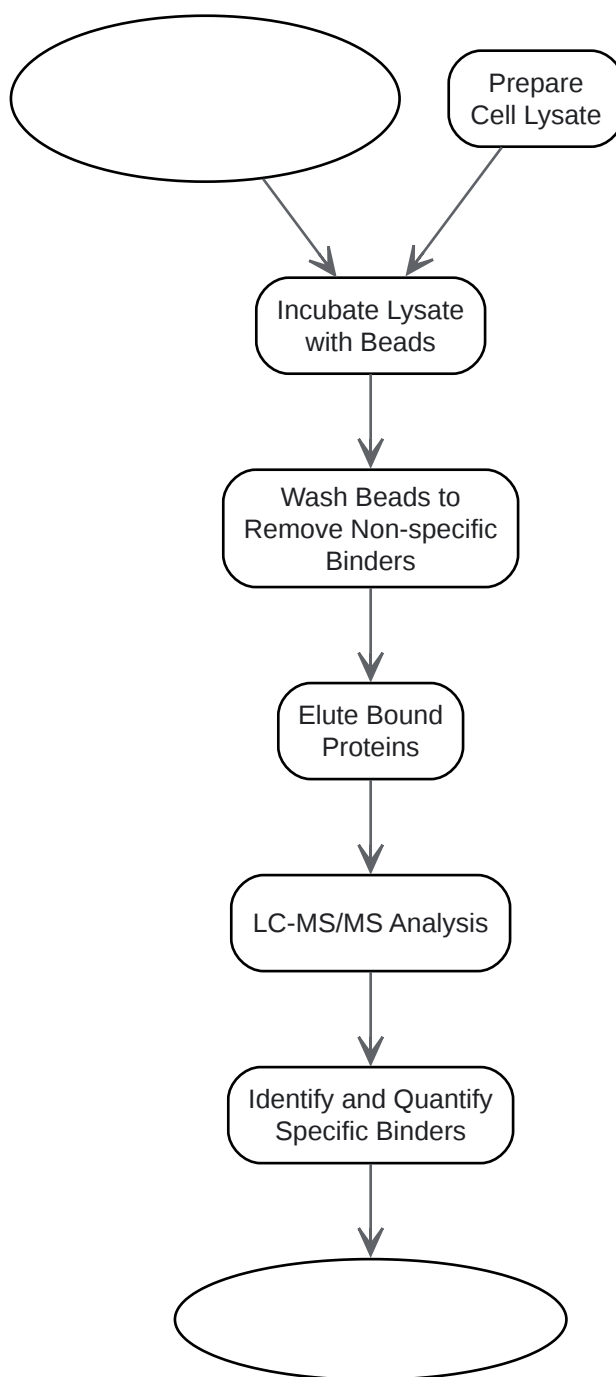 Prepare
Cell Lysate
Incubate Lysate
with Beads
Wash Beads to
Remove Non-specific
Binders
Elute Bound
Proteins
LC-MS/MS Analysis
Identify and Quantify
Specific Binders